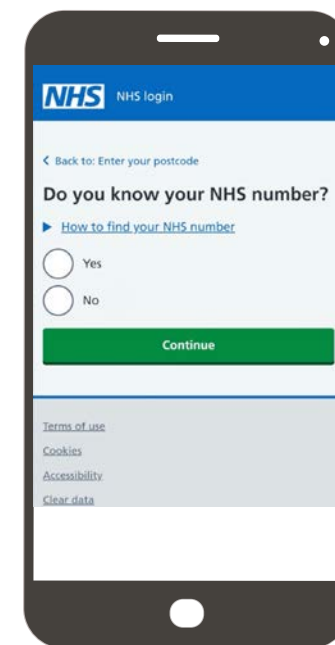 NHS NHS login
Back to: Enter your postcode
Do you know your NHS number?
How to find your NHS number
Yes
No
Continue
Terms of use
Cookies
Accessibility
Clear data